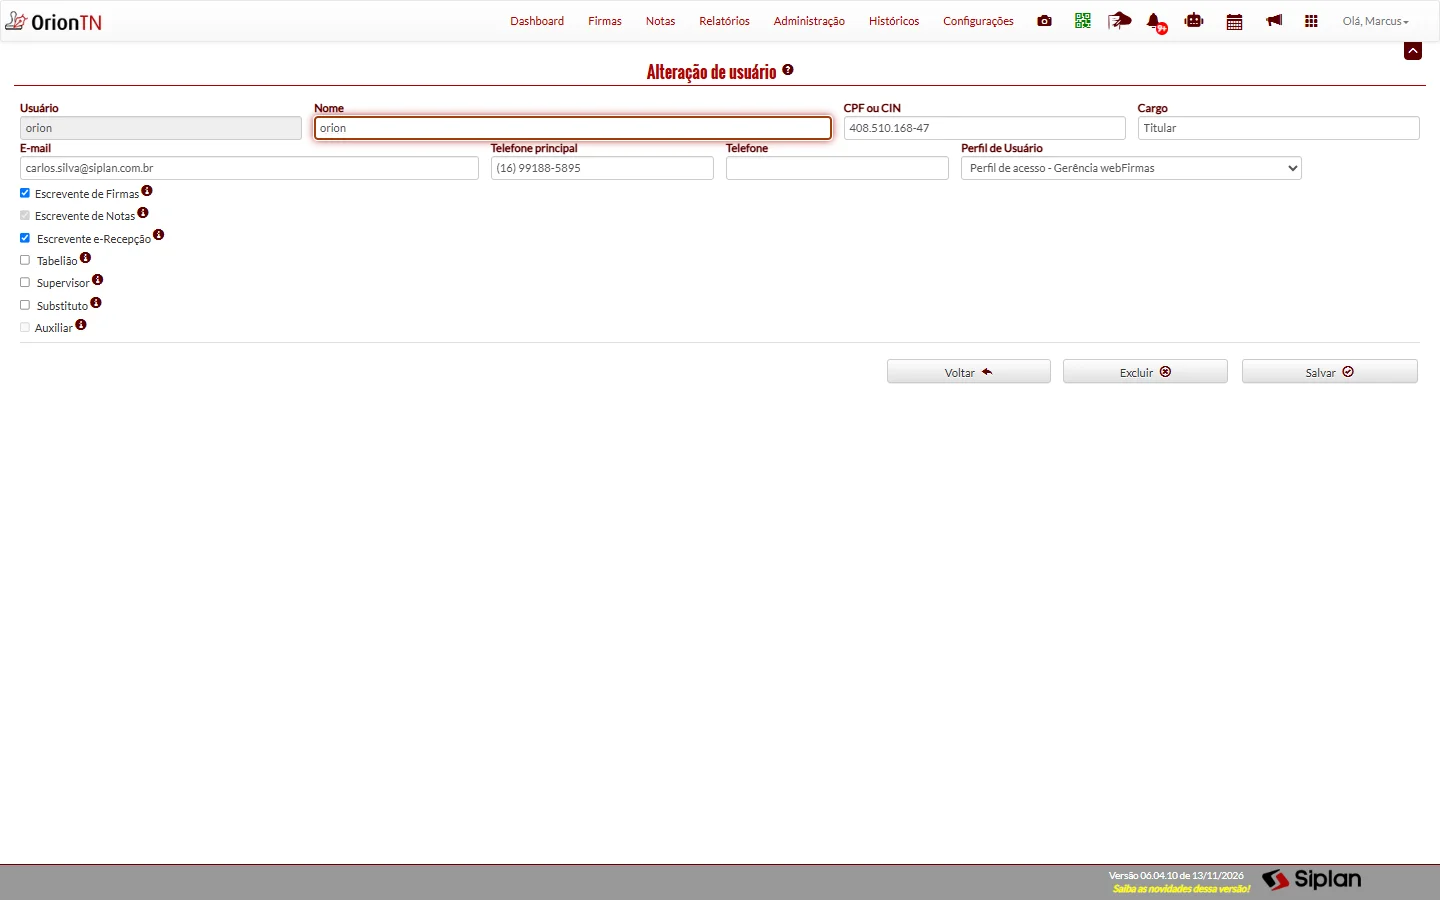 OrionTN
Dashboard Firmas Notas Relatórios Administração Históricos Configurações 9+ Olá, Marcus
Alteração de usuário
Usuário Nome CPF ou CIN Cargo
orion orion 408.510.168-47 Titular
E-mail Telefone principal Telefone Perfil de Usuário
carlos.silva@siplan.com.br (16) 99188-5895 Perfil de acesso - Gerência webFirmas
Escrevente de Firmas
Escrevente de Notas
Escrevente e-Recepção
Tabelião
Supervisor
Substituto
Auxiliar
Voltar Excluir Salvar
Versão 06.04.10 de 13/11/2026
Saiba as novidades dessa versão!
Siplan